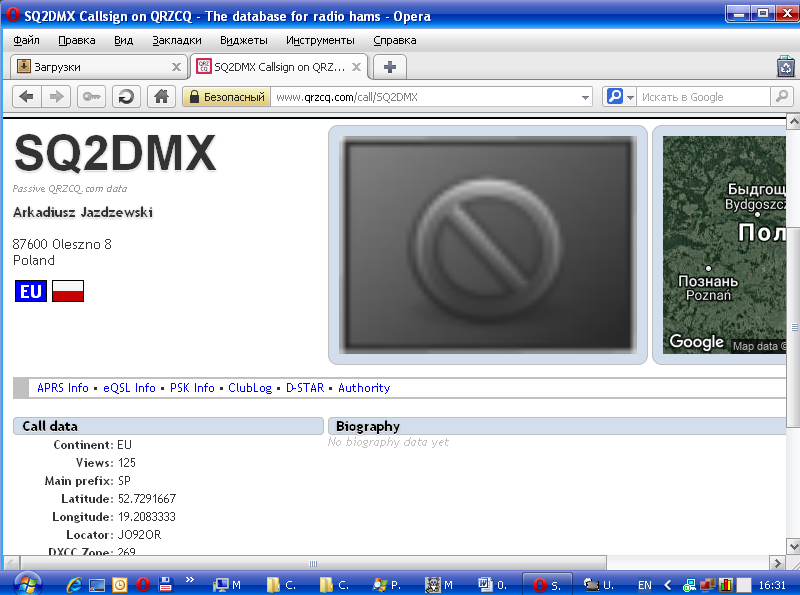 SQ2DMX Callsign on QRZCQ - The database for radio hams - Opera
Файл Правка Вид Закладки Виджеты Инструменты Справка
Загрузки
QRZ CQ SQ2DMX Callsign on QRZ...
Безопасный www.qrzcq.com/call/SQ2DMX Искать в Google
SQ2DMX
Passive QRZCQ.com data
Arkadiusz Jazdzewski
87600 Oleszno 8
Poland
EU
Быдгощ
Bydgoszcz
Пол
Познань
Poznań
Google Map data ©
APRS Info • eQSL Info • PSK Info • ClubLog • D-STAR • Authority
Call data
Biography
Continent: EU
No biography data yet
Views: 125
Main prefix: SP
Latitude: 52.7291667
Longitude: 19.2083333
Locator: JO92OR
DXCC Zone: 269
M С. С. Р. М 0. S. U. EN 16:31